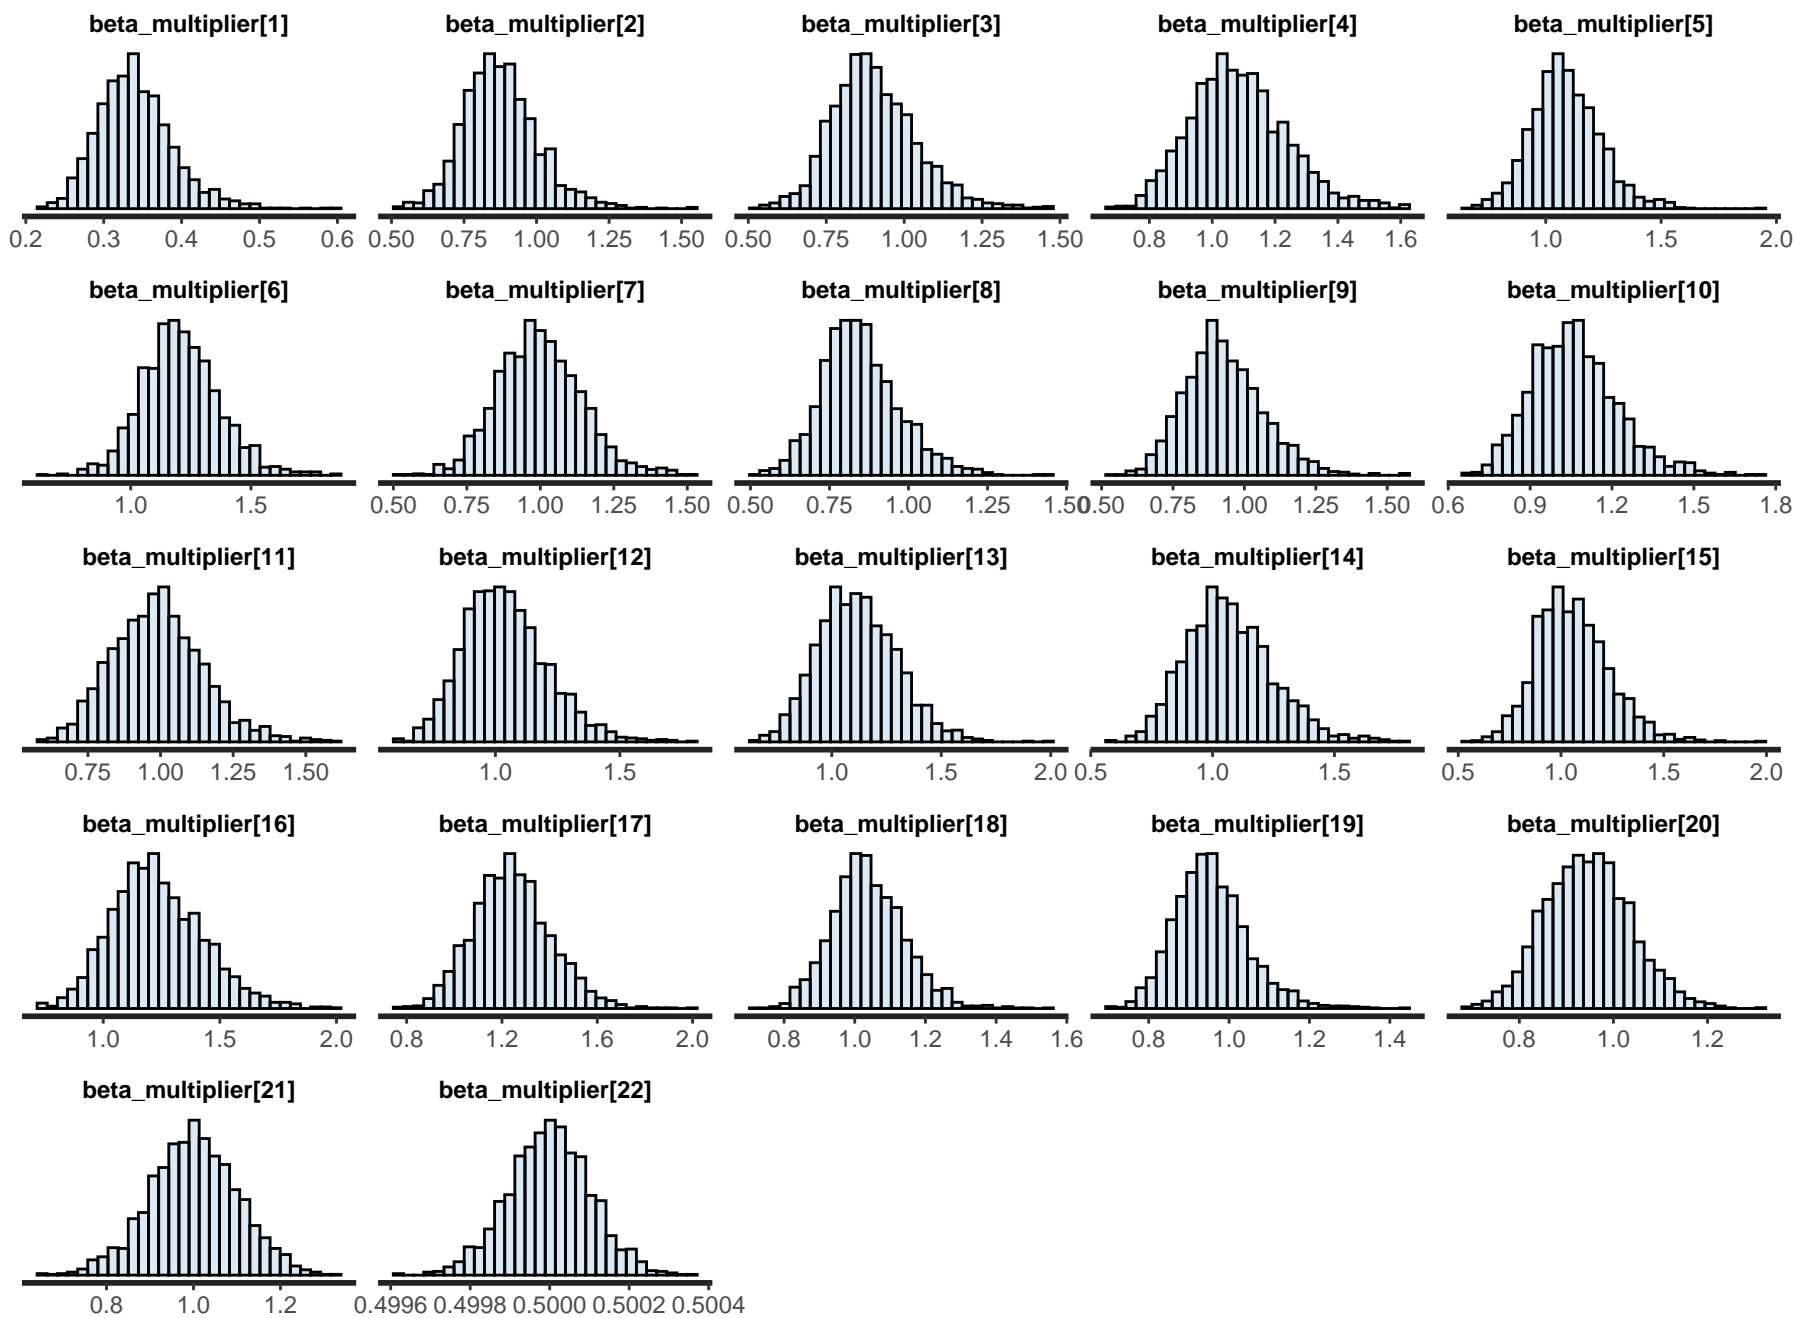 beta_multiplier[1] beta_multiplier[2] beta_multiplier[3] beta_multiplier[4] beta_multiplier[5]
0.2 0.3 0.4 0.5 0.6 0.50 0.75 1.00 1.25 1.50 0.50 0.75 1.00 1.25 1.50 0.8 1.0 1.2 1.4 1.6 1.0 1.5 2.0
beta_multiplier[6] beta_multiplier[7] beta_multiplier[8] beta_multiplier[9] beta_multiplier[10]
1.0 1.5 0.50 0.75 1.00 1.25 1.50 0.50 0.75 1.00 1.25 1.50 0.50 0.75 1.00 1.25 1.50 0.6 0.9 1.2 1.5 1.8
beta_multiplier[11] beta_multiplier[12] beta_multiplier[13] beta_multiplier[14] beta_multiplier[15]
0.75 1.00 1.25 1.50 1.0 1.5 1.0 1.5 2.0 0.5 1.0 1.5 0.5 1.0 1.5 2.0
beta_multiplier[16] beta_multiplier[17] beta_multiplier[18] beta_multiplier[19] beta_multiplier[20]
1.0 1.5 2.0 0.8 1.2 1.6 2.0 0.8 1.0 1.2 1.4 1.6 0.8 1.0 1.2 1.4 0.8 1.0 1.2
beta_multiplier[21] beta_multiplier[22]
0.8 1.0 1.2 0.4996 0.4998 0.5000 0.5002 0.5004